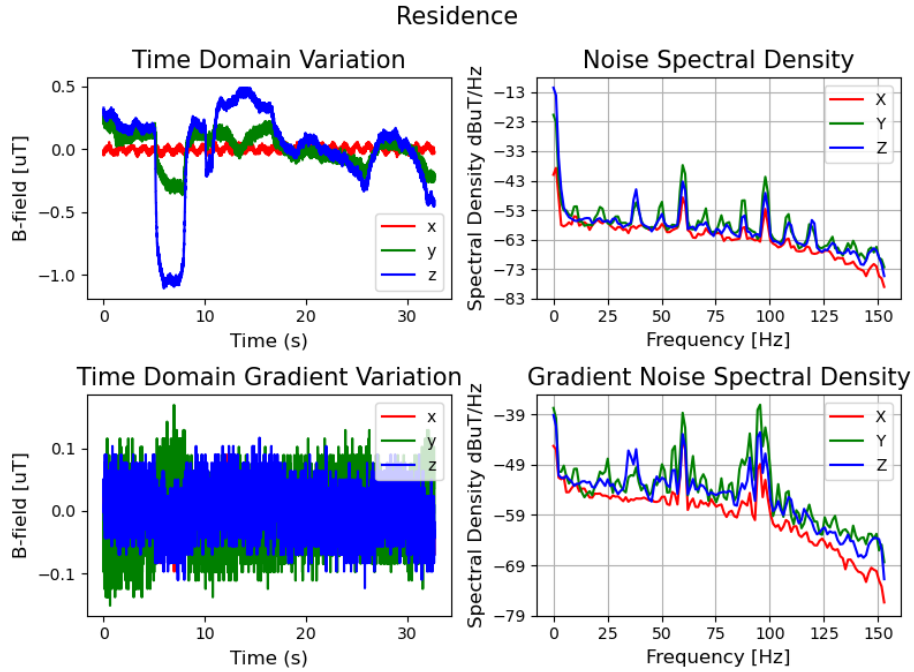 Residence
Time Domain Variation
B-field [uT]
0.5
0.0
−0.5
−1.0
x
y
z
0
10
20
30
Time (s)
Noise Spectral Density
Spectral Density dBuT/Hz
−13
−23
−33
−43
−53
−63
−73
−83
X
Y
Z
0
25
50
75
100
125
150
Frequency [Hz]
Time Domain Gradient Variation
B-field [uT]
0.1
0.0
−0.1
x
y
z
0
10
20
30
Time (s)
Gradient Noise Spectral Density
Spectral Density dBuT/Hz
−39
−49
−59
−69
−79
X
Y
Z
0
25
50
75
100
125
150
Frequency [Hz]